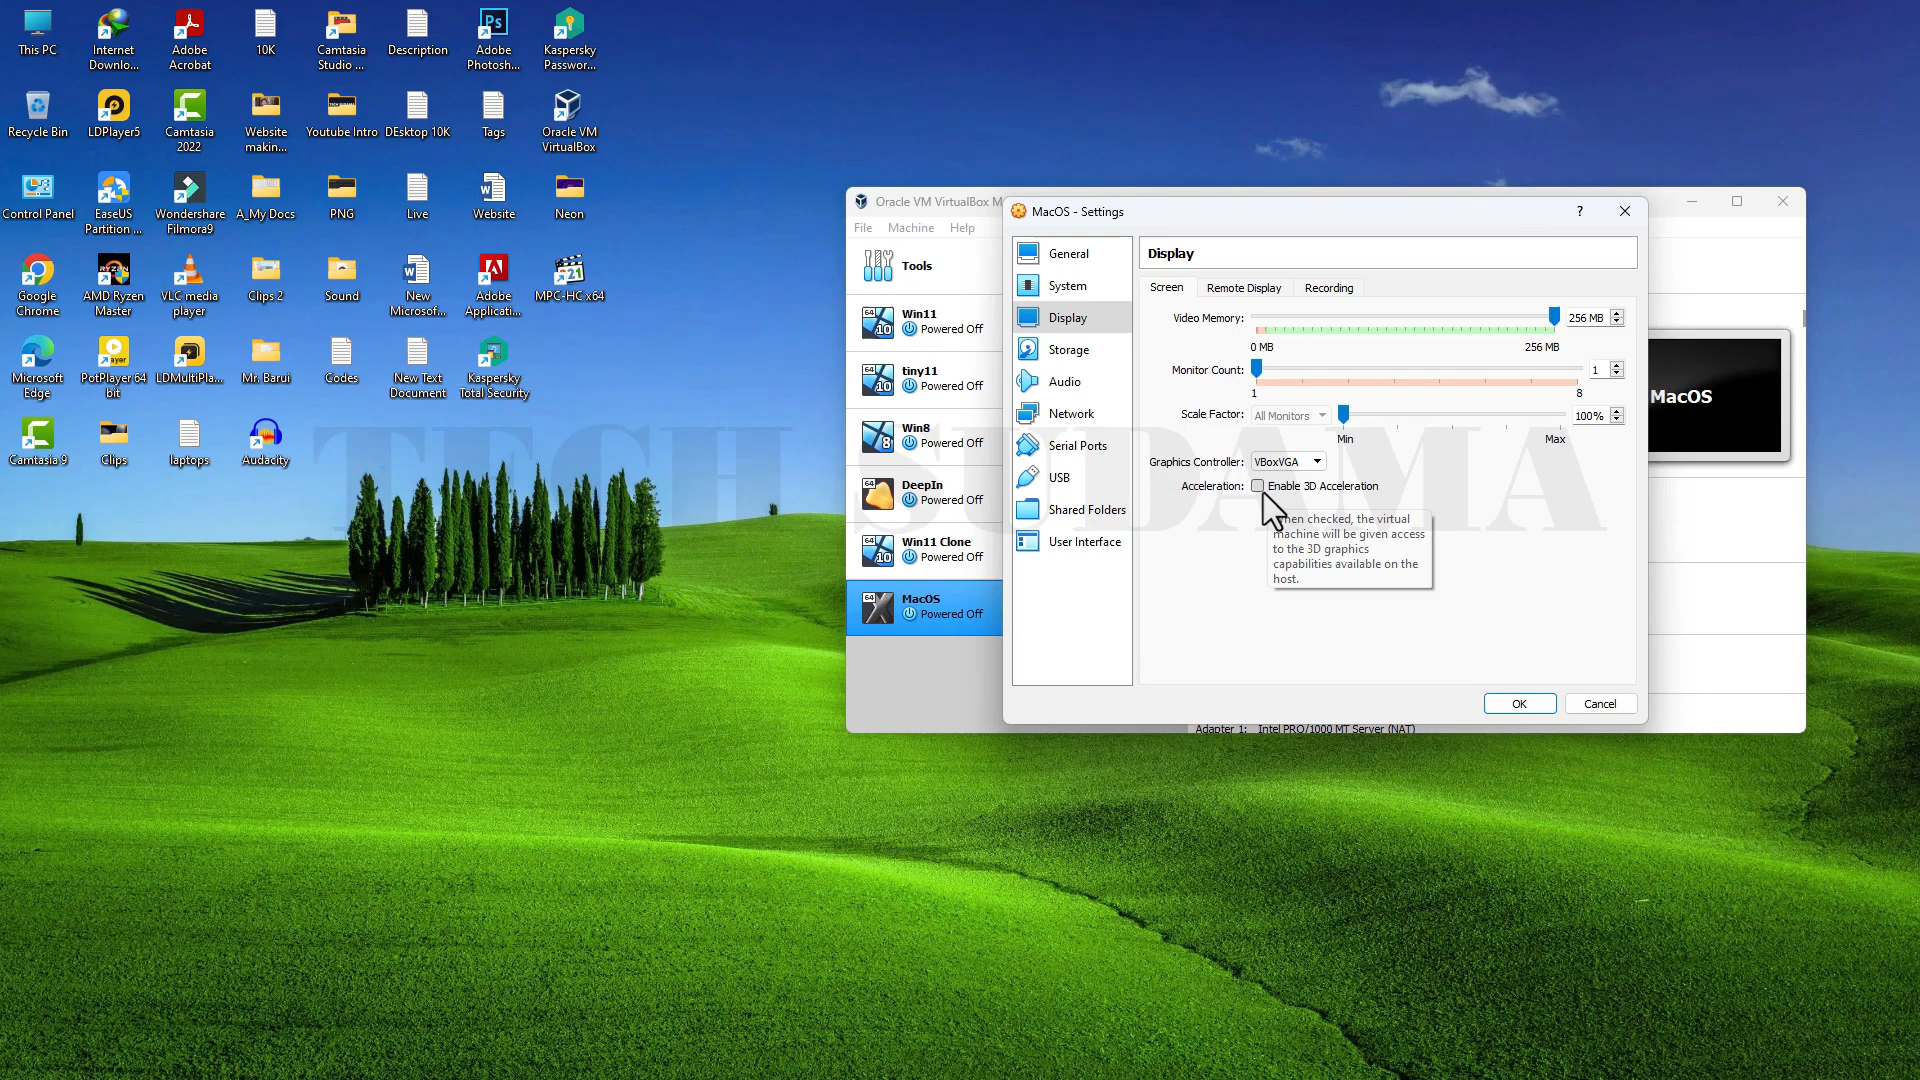 This PC
Internet
Downlo...
Adobe
Acrobat
10K
Camtasia
Studio ...
Description
Adobe
Photosh...
Kaspersky
Passwor...
Recycle Bin
LDPlayer5
Camtasia
2022
Website
makin...
Youtube Intro
DEsktop 10K
Tags
Oracle VM
VirtualBox
Control Panel
EaseUS
Partition ...
Wondershare
Filmora9
A_My Docs
PNG
Live
Website
Neon
Google
Chrome
AMD Ryzen
Master
VLC media
player
Clips 2
Sound
New
Microsof...
Adobe
Applicati...
MPC-HC x64
Microsoft
Edge
PotPlayer 64
bit
LDMultiPla...
Mr. Barui
Codes
New Text
Document
Kaspersky
Total Security
Camtasia 9
Clips
laptops
Audacity
TECH SUDAMA
Oracle VM VirtualBox M
File Machine Help
Tools
Win11
Powered Off
tiny11
Powered Off
Win8
Powered Off
DeepIn
Powered Off
Win11 Clone
Powered Off
MacOS
Powered Off
MacOS - Settings
General
System
Display
Storage
Audio
Network
Serial Ports
USB
Shared Folders
User Interface
Display
Screen Remote Display Recording
Video Memory: 256 MB
0 MB 256 MB
Monitor Count: 1
1 8
Scale Factor: All Monitors 100%
Min Max
Graphics Controller: VBoxVGA
Acceleration: Enable 3D Acceleration
hen checked, the virtual
machine will be given access
to the 3D graphics
capabilities available on the
host.
OK Cancel
MacOS
Adapter 1: Intel PRO/1000 MT Server (NAT)